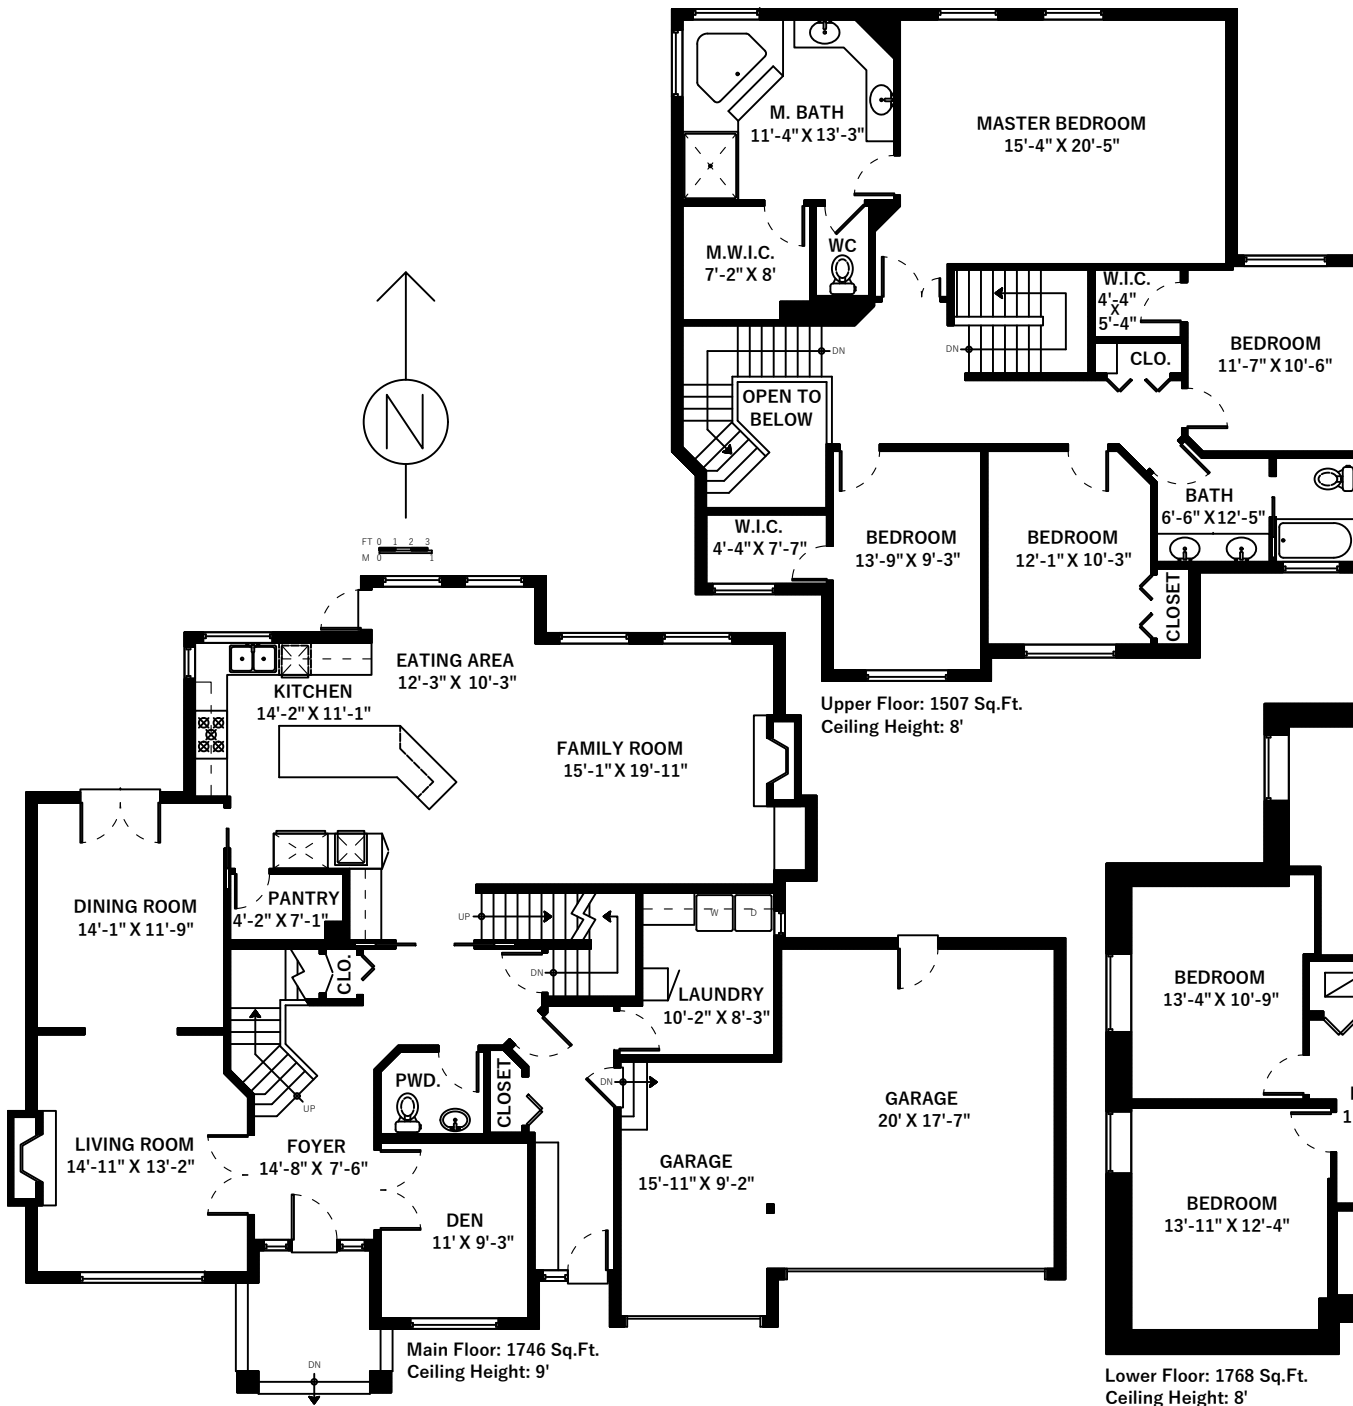 M. BATH
11'-4" X 13'-3"
MASTER BEDROOM
15'-4" X 20'-5"
M.W.I.C.
7'-2" X 8'
WC
W.I.C.
4'-4"
X
5'-4"
BEDROOM
11'-7" X 10'-6"
CLO.
DN
DN
OPEN TO
BELOW
W.I.C.
4'-4" X 7'-7"
BEDROOM
13'-9" X 9'-3"
BEDROOM
12'-1" X 10'-3"
BATH
6'-6" X 12'-5"
CLOSET
Upper Floor: 1507 Sq.Ft.
Ceiling Height: 8'
N
FT 0 1 2 3
M 0 1
EATING AREA
12'-3" X 10'-3"
KITCHEN
14'-2" X 11'-1"
FAMILY ROOM
15'-1" X 19'-11"
DINING ROOM
14'-1" X 11'-9"
PANTRY
4'-2" X 7'-1"
UP
W
D
CLO.
DN
LAUNDRY
10'-2" X 8'-3"
PWD.
CLOSET
DN
UP
LIVING ROOM
14'-11" X 13'-2"
FOYER
14'-8" X 7'-6"
DEN
11' X 9'-3"
GARAGE
15'-11" X 9'-2"
GARAGE
20' X 17'-7"
DN
Main Floor: 1746 Sq.Ft.
Ceiling Height: 9'
BEDROOM
13'-4" X 10'-9"
BEDROOM
13'-11" X 12'-4"
1
Lower Floor: 1768 Sq.Ft.
Ceiling Height: 8'